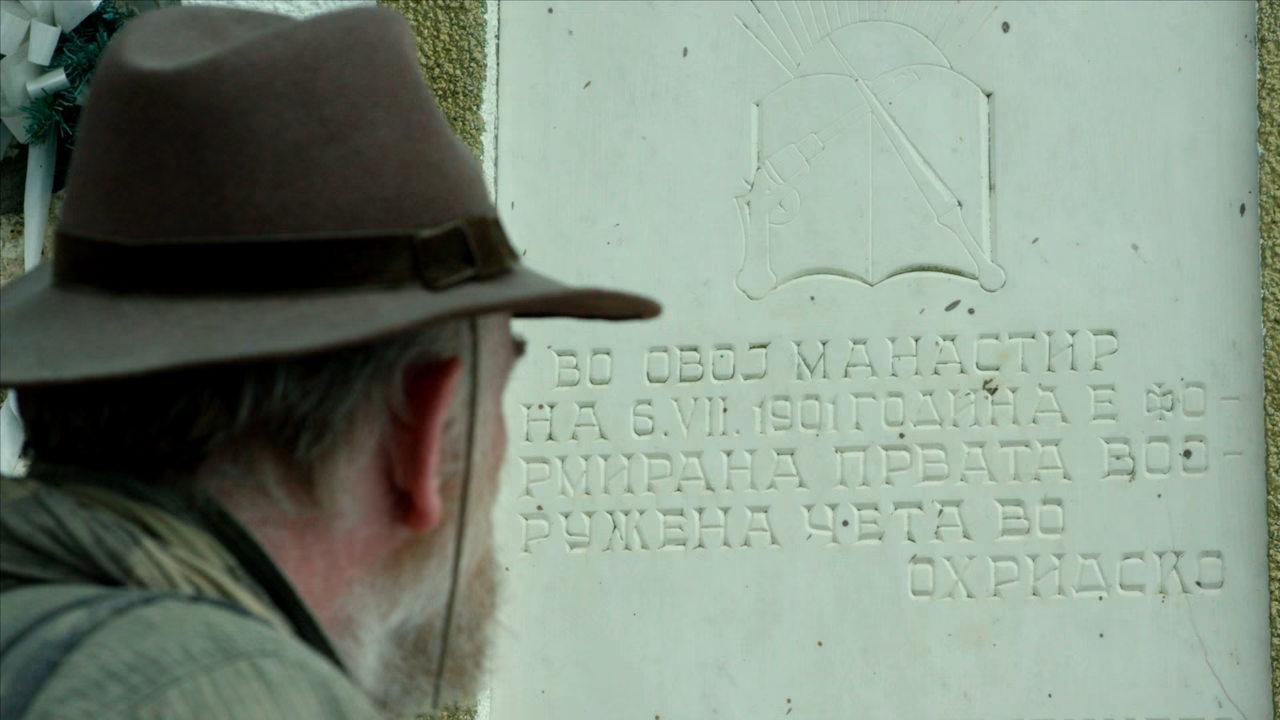 ВО ОВОЈ МАНАСТИР
НА 6.VII. 1901 ГОДИНА Е ФО-
РМИРАНА ПРВАТА ВОО-
РУЖЕНА ЧЕТА ВО
ОХРИДСКО